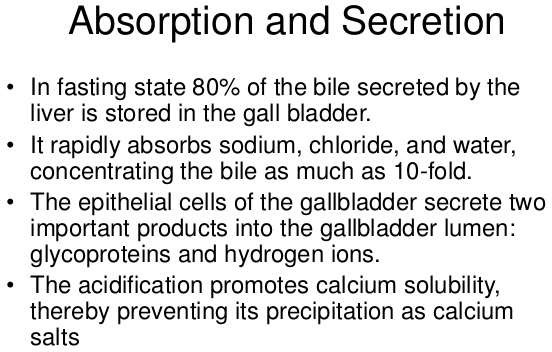 Absorption and Secretion
• In fasting state 80% of the bile secreted by the
liver is stored in the gall bladder.
• It rapidly absorbs sodium, chloride, and water,
concentrating the bile as much as 10-fold.
• The epithelial cells of the gallbladder secrete two
important products into the gallbladder lumen:
glycoproteins and hydrogen ions.
• The acidification promotes calcium solubility,
thereby preventing its precipitation as calcium
salts